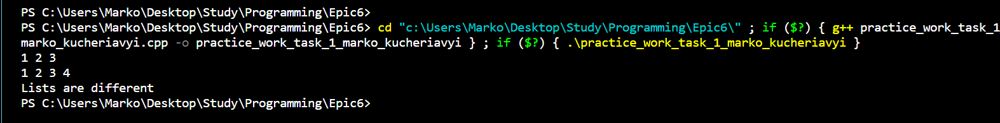 PS C:\Users\Marko\Desktop\Study\Programming\Epic6>
PS C:\Users\Marko\Desktop\Study\Programming\Epic6> cd "c:\Users\Marko\Desktop\Study\Programming\Epic6\" ; if ($?) { g++ practice_work_task_1_
marko_kucheriavyi.cpp -o practice_work_task_1_marko_kucheriavyi } ; if ($?) { .\practice_work_task_1_marko_kucheriavyi }
1 2 3
1 2 3 4
Lists are different
PS C:\Users\Marko\Desktop\Study\Programming\Epic6>